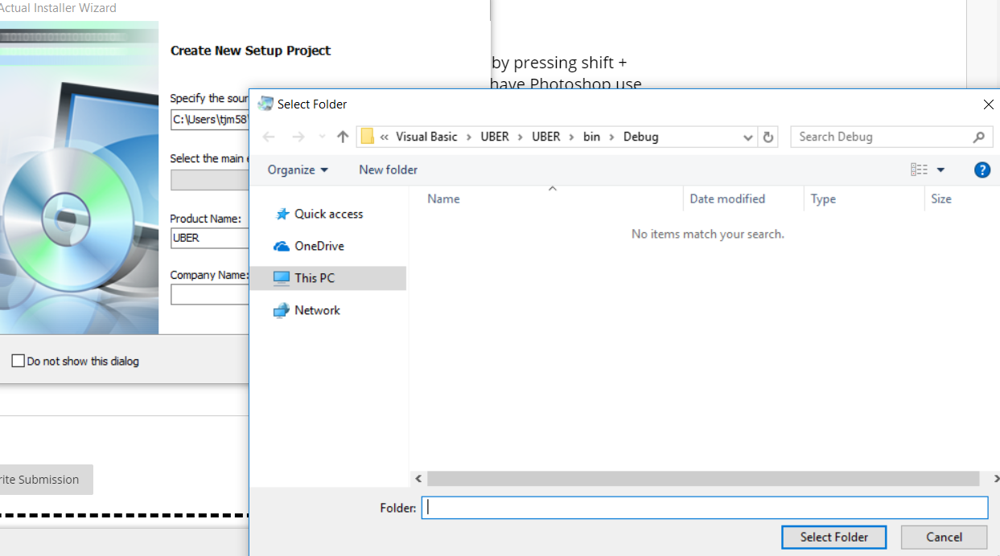 Actual Installer Wizard
Create New Setup Project
by pressing shift +
have Photoshop use
Specify the sour
C:\Users\tjm58\
Select the main
Product Name:
UBER
Company Name:
Do not show this dialog
rite Submission
Select Folder
« Visual Basic > UBER > UBER > bin > Debug
Search Debug
Organize
New folder
?
Name
Date modified
Type
Size
Quick access
OneDrive
This PC
Network
No items match your search.
Folder:
Select Folder
Cancel